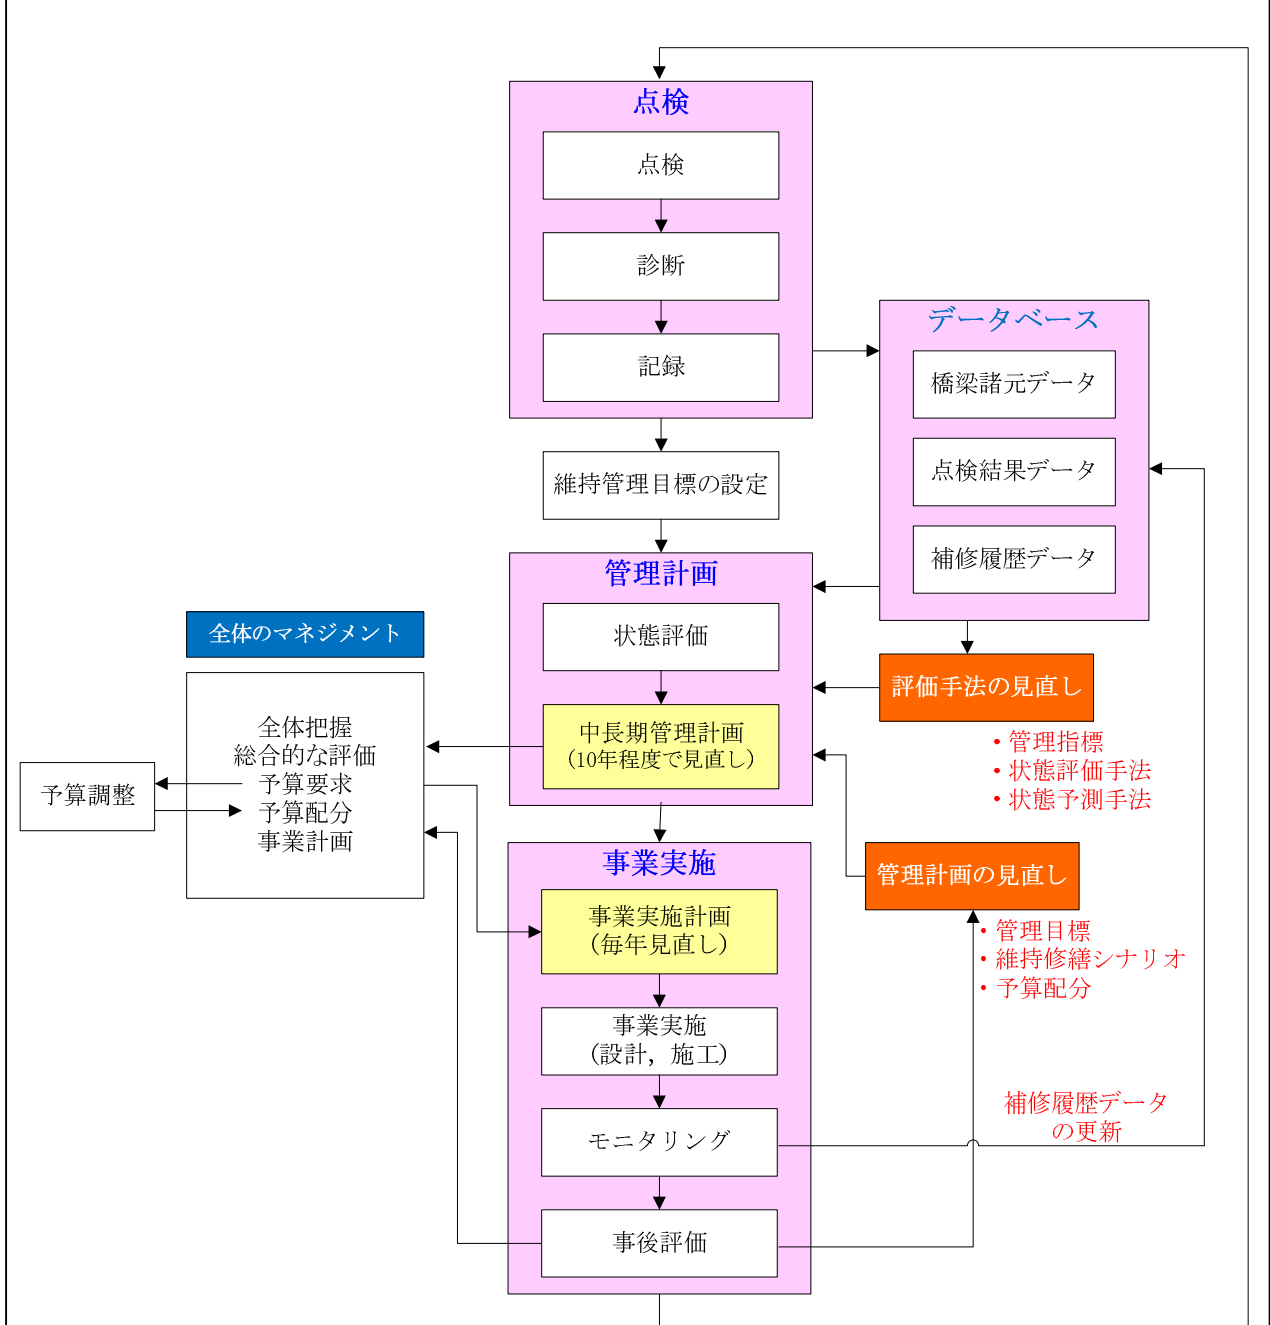 点検
点検
診断
記録
データベース
橋梁諸元データ
点検結果データ
補修履歴データ
維持管理目標の設定
管理計画
状態評価
中長期管理計画
(10年程度で見直し)
全体のマネジメント
全体把握
総合的な評価
予算要求
予算配分
事業計画
予算調整
評価手法の見直し
・管理指標
・状態評価手法
・状態予測手法
管理計画の見直し
・管理目標
・維持修繕シナリオ
・予算配分
事業実施
事業実施計画
(毎年見直し)
事業実施
(設計，施工)
モニタリング
事後評価
補修履歴データ
の更新